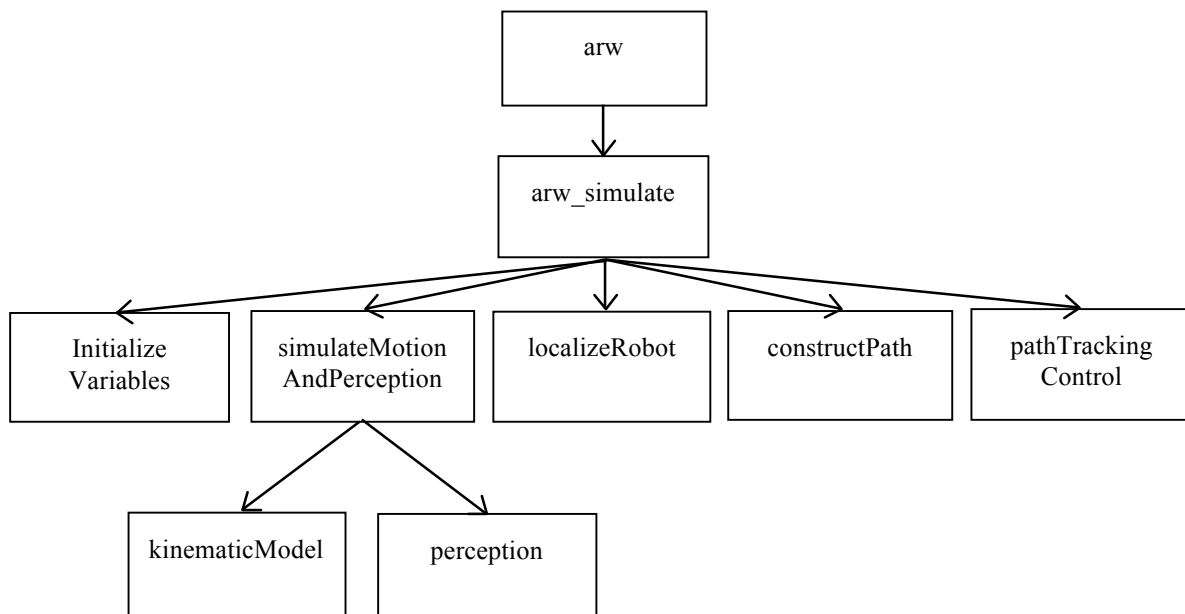 arw
arw_simulate
Initialize
Variables
simulateMotion
AndPerception
localizeRobot
constructPath
pathTracking
Control
kinematicModel
perception